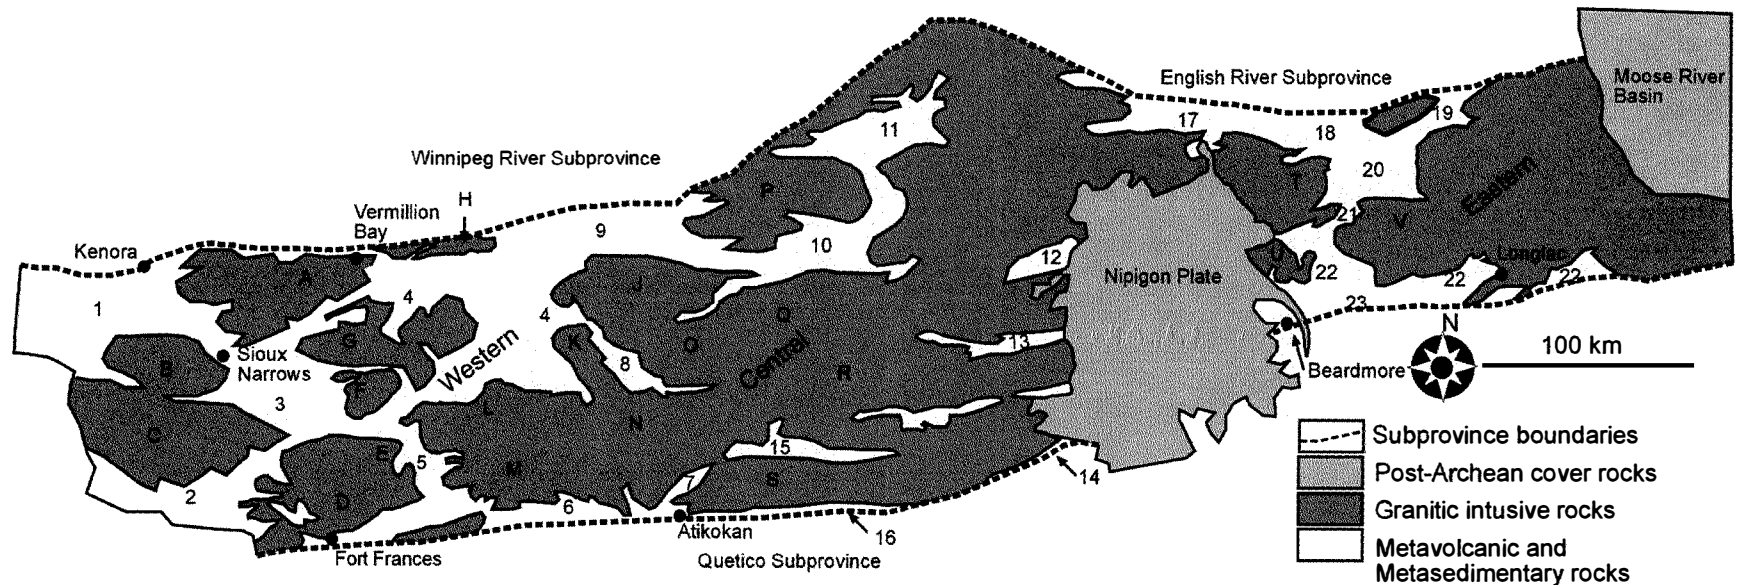 English River Subprovince
Moose River
Basin
17
18
19
11
20
Winnipeg River Subprovince
P
T
H
Vermillion
Bay
21
Eastern
V
Kenora
9
10
12
U
22
Longlac
22
22
A
J
Nipigon Plate
1
4
4
Q
23
N
Western
G
K
O
13
100 km
B
Sioux
Narrows
8
Central
R
Beardmore
F
3
L
N
C
Subprovince boundaries
E
5
15
Post-Archean cover rocks
M
7
S
14
2
D
6
Granitic intrusive rocks
Atikokan
16
Fort Frances
Quetico Subprovince
Metavolcanic and
Metasedimentary rocks